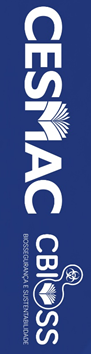 CESMAC
CBIOSS
BIOSSEGURANÇA E SUSTENTABILIDADE